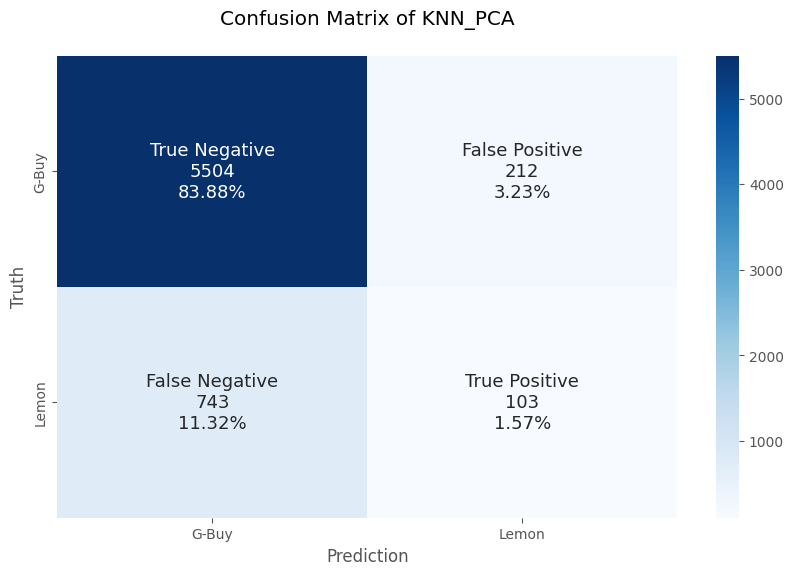 Confusion Matrix of KNN_PCA
True Negative
5504
83.88%
False Positive
212
3.23%
False Negative
743
11.32%
True Positive
103
1.57%
G-Buy
Lemon
Truth
G-Buy
Lemon
Prediction
5000
4000
3000
2000
1000